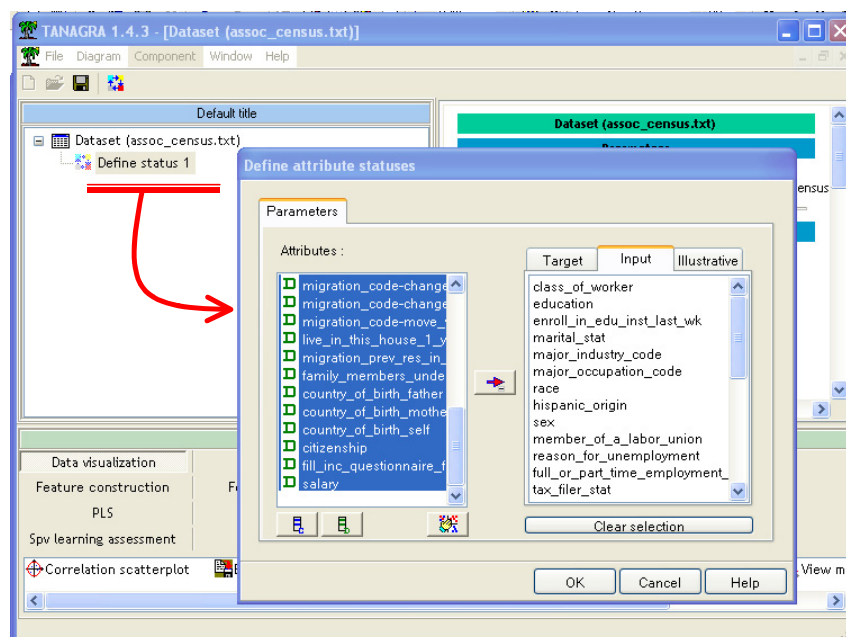 TANAGRA 1.4.3 - [Dataset (assoc_census.txt)]
File Diagram Component Window Help
Default title
Dataset (assoc_census.txt)
Define status 1
Dataset (assoc_census.txt)
ensus
Define attribute statuses
Parameters
Attributes :
migration_code-change
migration_code-change
migration_code-move_
live_in_this_house_1_y
migration_prev_res_in_
family_members_unde
country_of_birth_father
country_of_birth_mothe
country_of_birth_self
citizenship
fill_inc_questionnaire_f
salary
Target Input Illustrative
class_of_worker
education
enroll_in_edu_inst_last_wk
marital_stat
major_industry_code
major_occupation_code
race
hispanic_origin
sex
member_of_a_labor_union
reason_for_unemployment
full_or_part_time_employment_
tax_filer_stat
Clear selection
OK Cancel Help
Data visualization
Feature construction
PLS
Spv learning assessment
Correlation scatterplot
View m